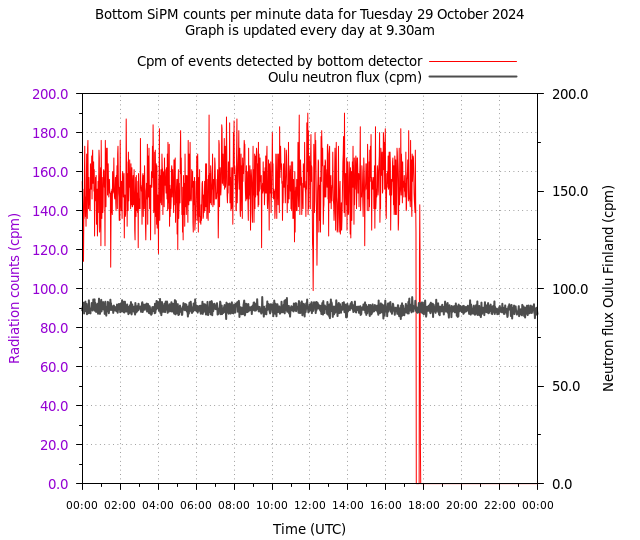 Bottom SiPM counts per minute data for Tuesday 29 October 2024
Graph is updated every day at 9.30am
Cpm of events detected by bottom detector
Oulu neutron flux (cpm)
200.0
180.0
160.0
140.0
120.0
100.0
80.0
60.0
40.0
20.0
0.0
Radiation counts (cpm)
200.0
150.0
100.0
50.0
0.0
Neutron flux Oulu Finland (cpm)
00:00 02:00 04:00 06:00 08:00 10:00 12:00 14:00 16:00 18:00 20:00 22:00 00:00
Time (UTC)